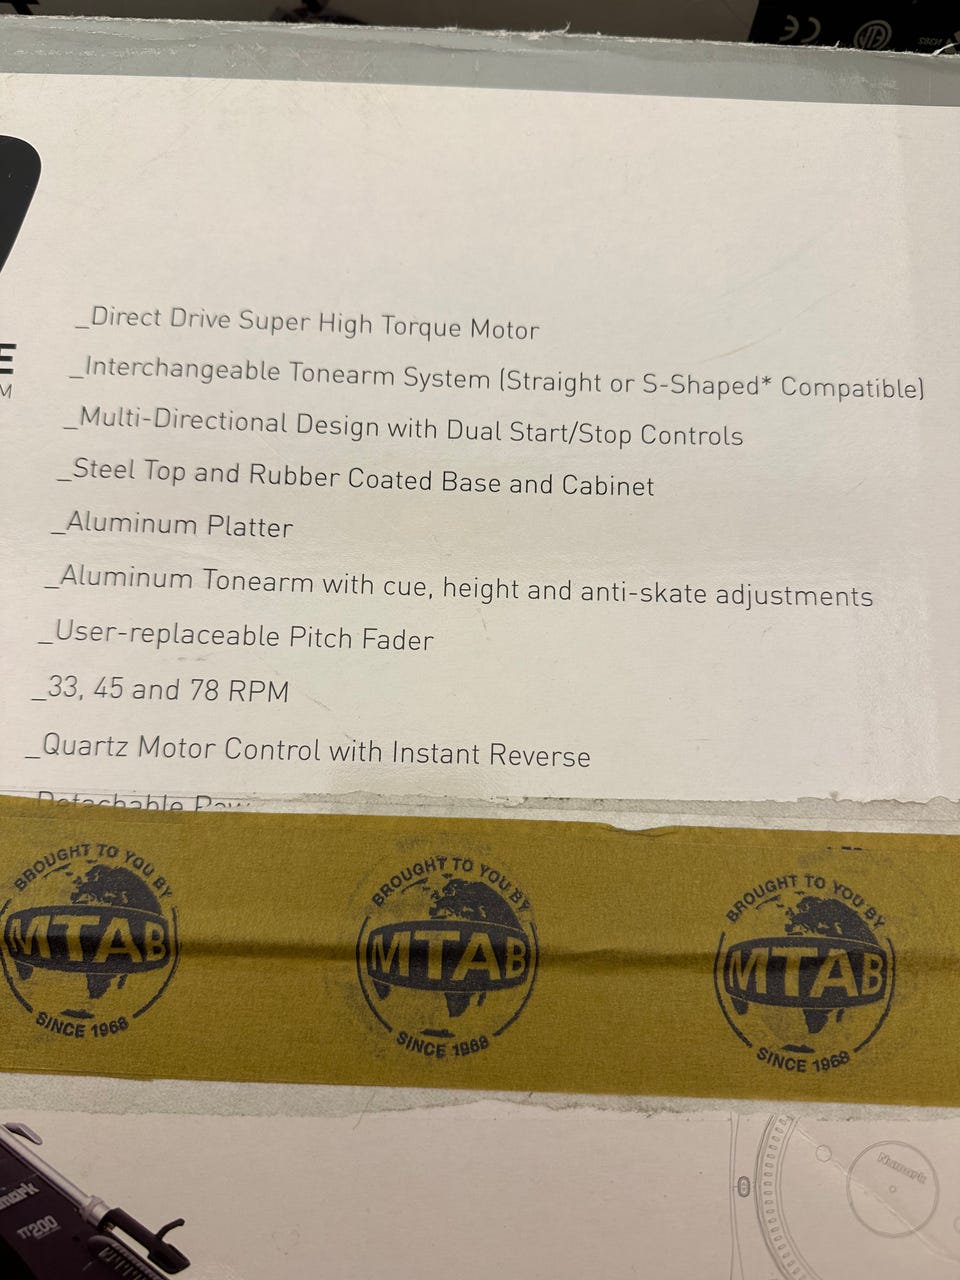 E
M
_Direct Drive Super High Torque Motor
_Interchangeable Tonearm System (Straight or S-Shaped* Compatible)
_Multi-Directional Design with Dual Start/Stop Controls
_Steel Top and Rubber Coated Base and Cabinet
_Aluminum Platter
_Aluminum Tonearm with cue, height and anti-skate adjustments
_User-replaceable Pitch Fader
_33, 45 and 78 RPM
_Quartz Motor Control with Instant Reverse
_Detachable
BROUGHT TO YOU BY
MTAB
SINCE 1968
BROUGHT TO YOU BY
MTAB
SINCE 1968
BROUGHT TO YOU BY
MTAB
SINCE 1968
Numark
TT200